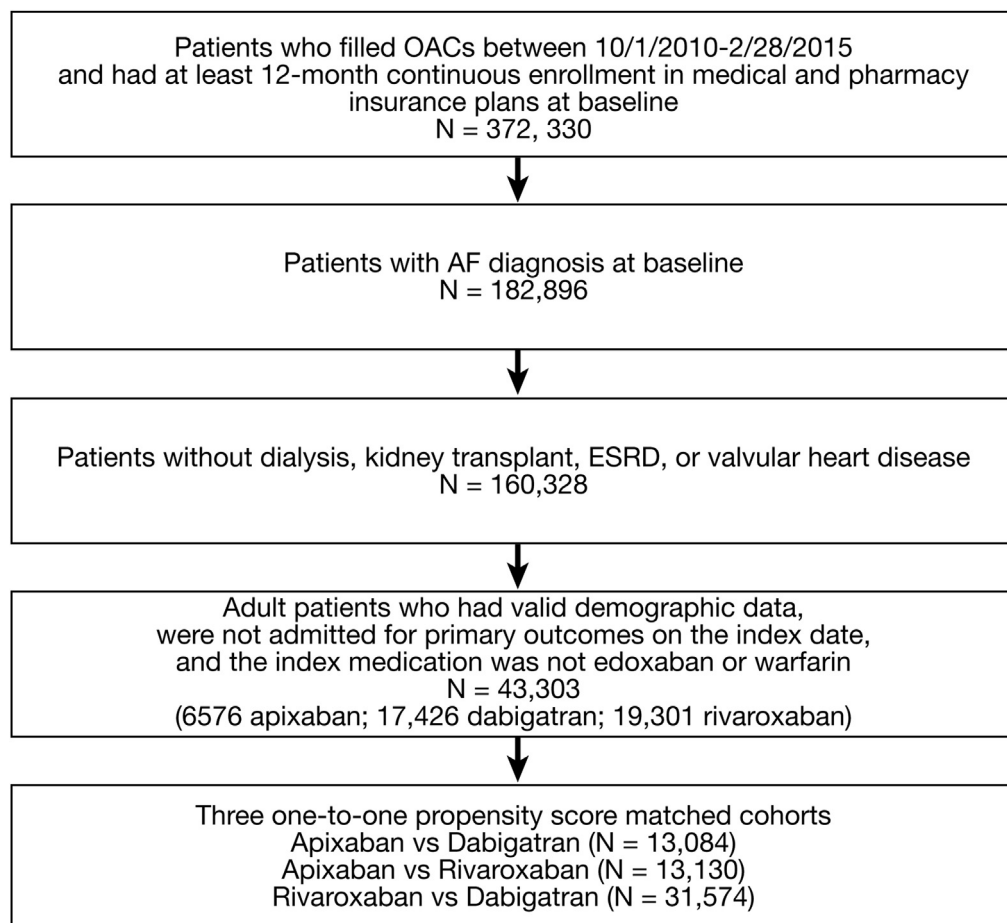 Patients who filled OACs between 10/1/2010-2/28/2015
and had at least 12-month continuous enrollment in medical and pharmacy
insurance plans at baseline
N = 372, 330
Patients with AF diagnosis at baseline
N = 182,896
Patients without dialysis, kidney transplant, ESRD, or valvular heart disease
N = 160,328
Adult patients who had valid demographic data,
were not admitted for primary outcomes on the index date,
and the index medication was not edoxaban or warfarin
N = 43,303
(6576 apixaban; 17,426 dabigatran; 19,301 rivaroxaban)
Three one-to-one propensity score matched cohorts
Apixaban vs Dabigatran (N = 13,084)
Apixaban vs Rivaroxaban (N = 13,130)
Rivaroxaban vs Dabigatran (N = 31,574)